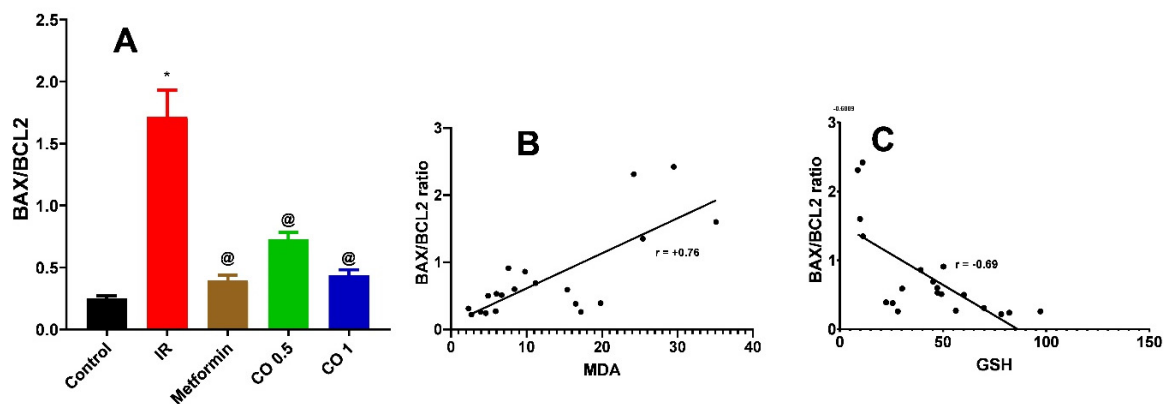 A
BAX/BCL2
2.5
2.0
1.5
1.0
0.5
0.0
*
@
@
@
Control
IR
Metformin
CO 0.5
CO 1
B
BAX/BCL2 ratio
3
2
1
0
r = +0.76
0 10 20 30 40
MDA
-0.6889
C
BAX/BCL2 ratio
3
2
1
0
r = -0.69
0 50 100 150
GSH